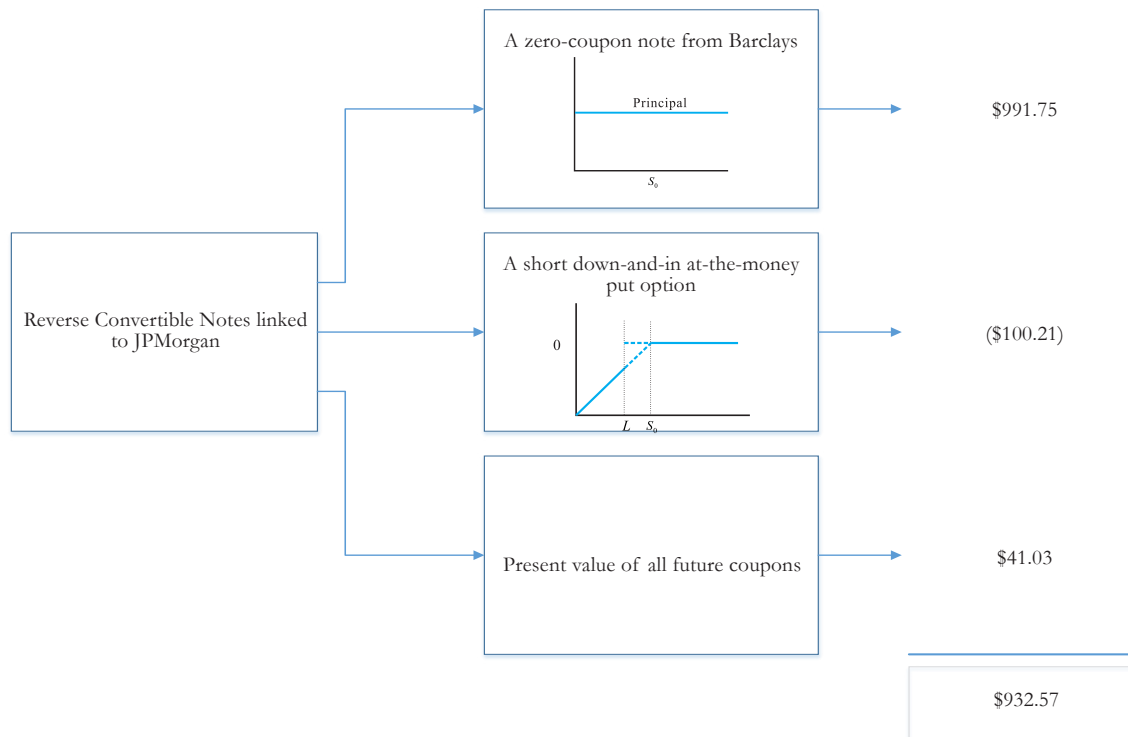 A zero-coupon note from Barclays
Principal
S₀
$991.75
Reverse Convertible Notes linked
to JPMorgan
A short down-and-in at-the-money
put option
0
L S₀
($100.21)
Present value of all future coupons
$41.03
$932.57